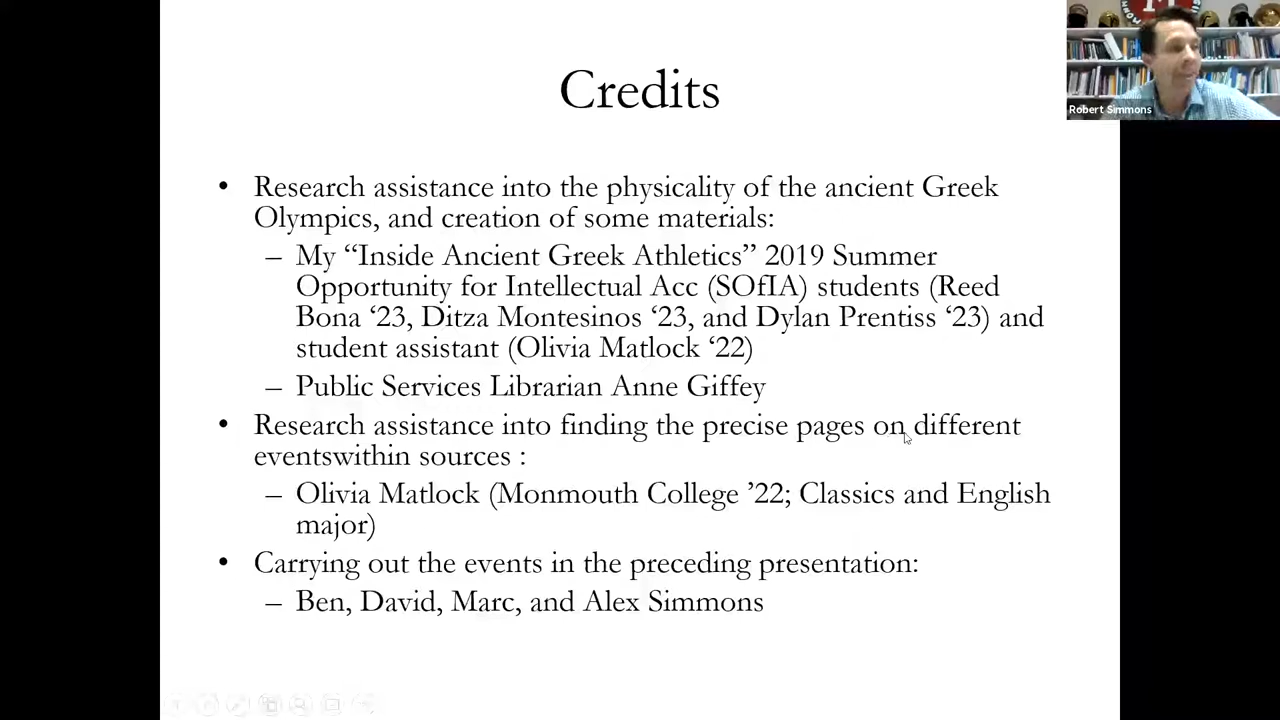 Credits
• Research assistance into the physicality of the ancient Greek
Olympics, and creation of some materials:
– My “Inside Ancient Greek Athletics” 2019 Summer
Opportunity for Intellectual Acc (SOfIA) students (Reed
Bona ‘23, Ditza Montesinos ‘23, and Dylan Prentiss ‘23) and
student assistant (Olivia Matlock ‘22)
– Public Services Librarian Anne Giffey
• Research assistance into finding the precise pages on different
eventswithin sources :
– Olivia Matlock (Monmouth College ’22; Classics and English
major)
• Carrying out the events in the preceding presentation:
– Ben, David, Marc, and Alex Simmons
Robert Simmons